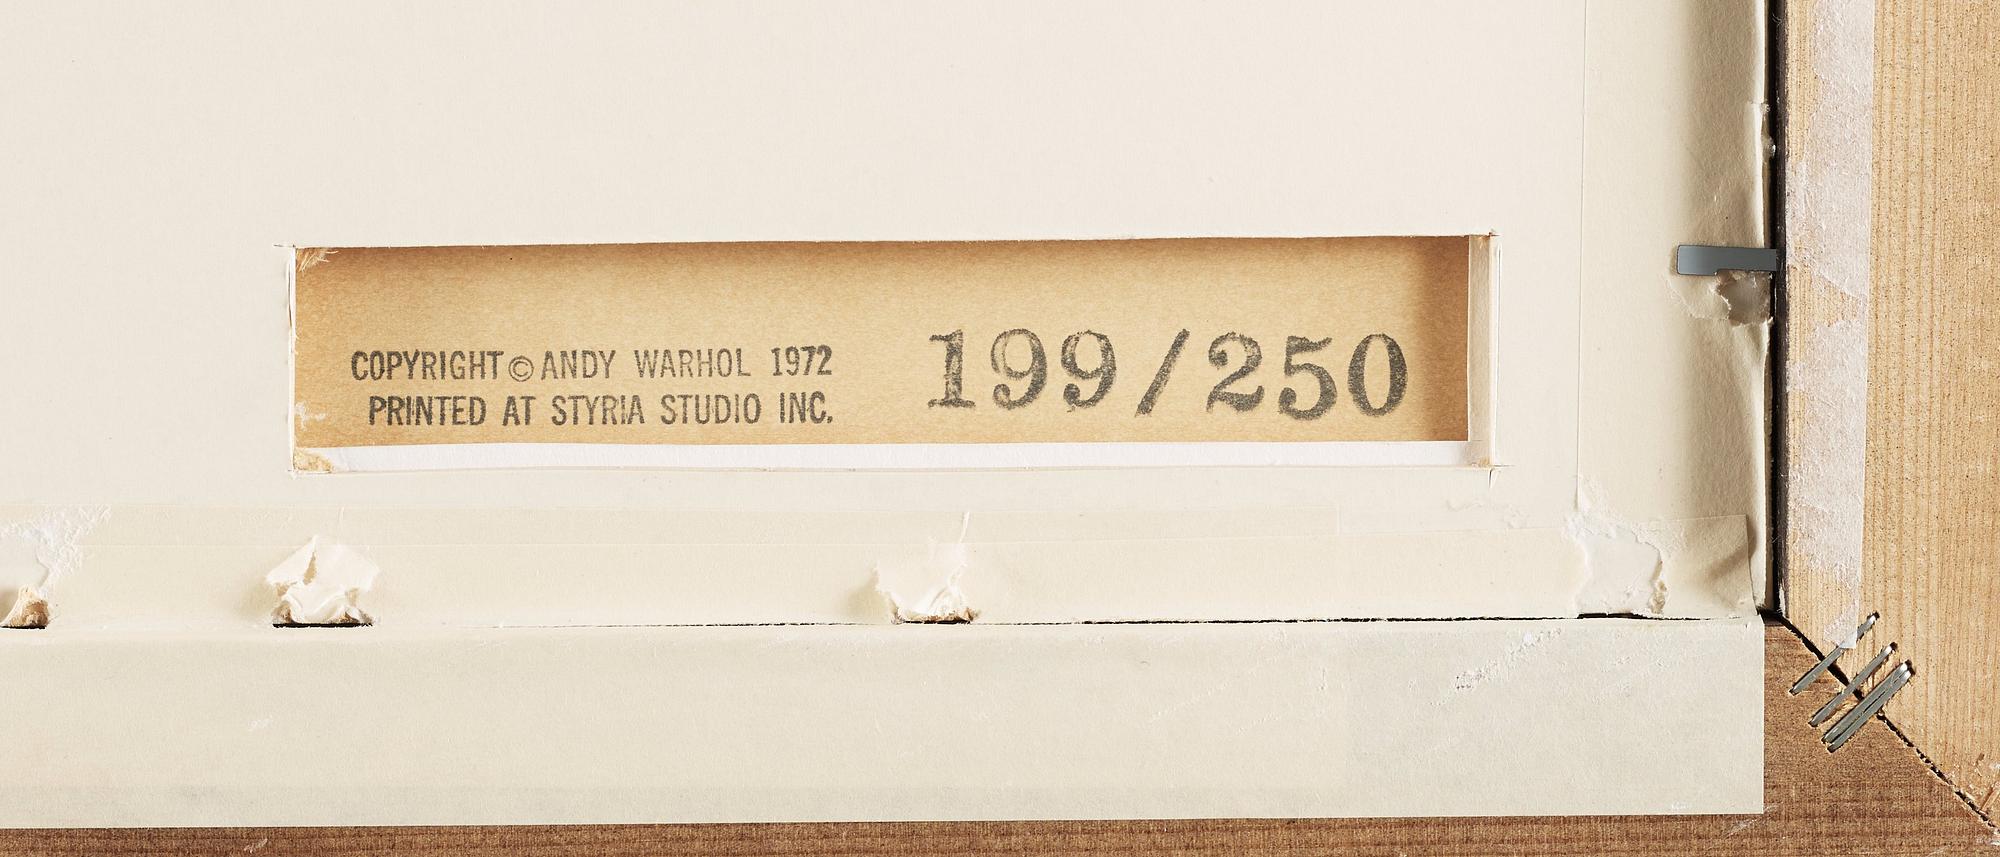 COPYRIGHT © ANDY WARHOL 1972
PRINTED AT STYRIA STUDIO INC.
199/250